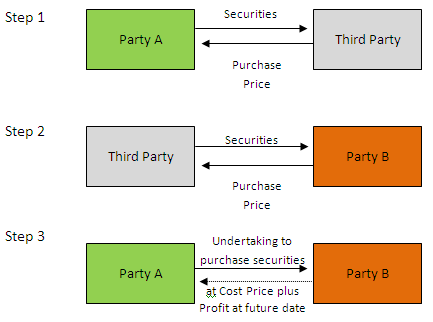 Step 1
Securities
Party A
Third Party
Purchase
Price
Step 2
Securities
Third Party
Party B
Purchase
Price
Step 3
Undertaking to
purchase securities
Party A
Party B
at Cost Price plus
Profit at future date